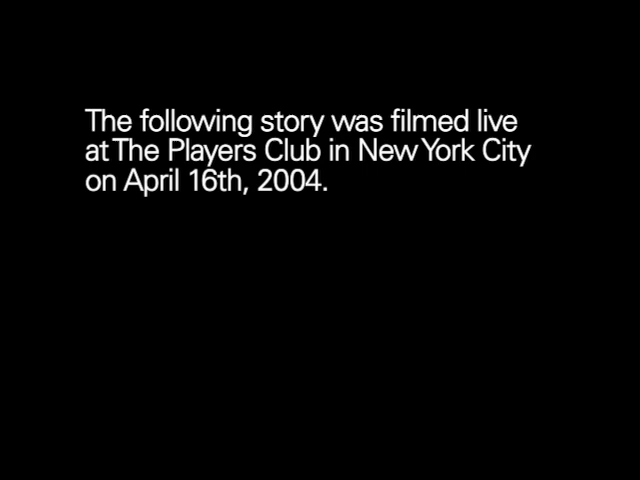 The following story was filmed live
at The Players Club in New York City
on April 16th, 2004.